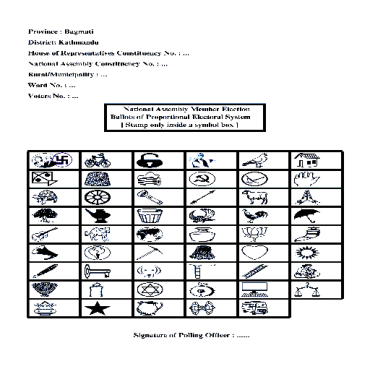 Province : Bagmati
District: Kathmandu
House of Representatives Constituency No. : ...
National Assembly Constituency No. : ...
Rural/Municipality : ...
Word No. : ...
Voters No. : ...
National Assembly Member Election
Ballots of Proportional Electoral System
[ Stamp only inside a symbol box ]
Signature of Polling Officer : ......